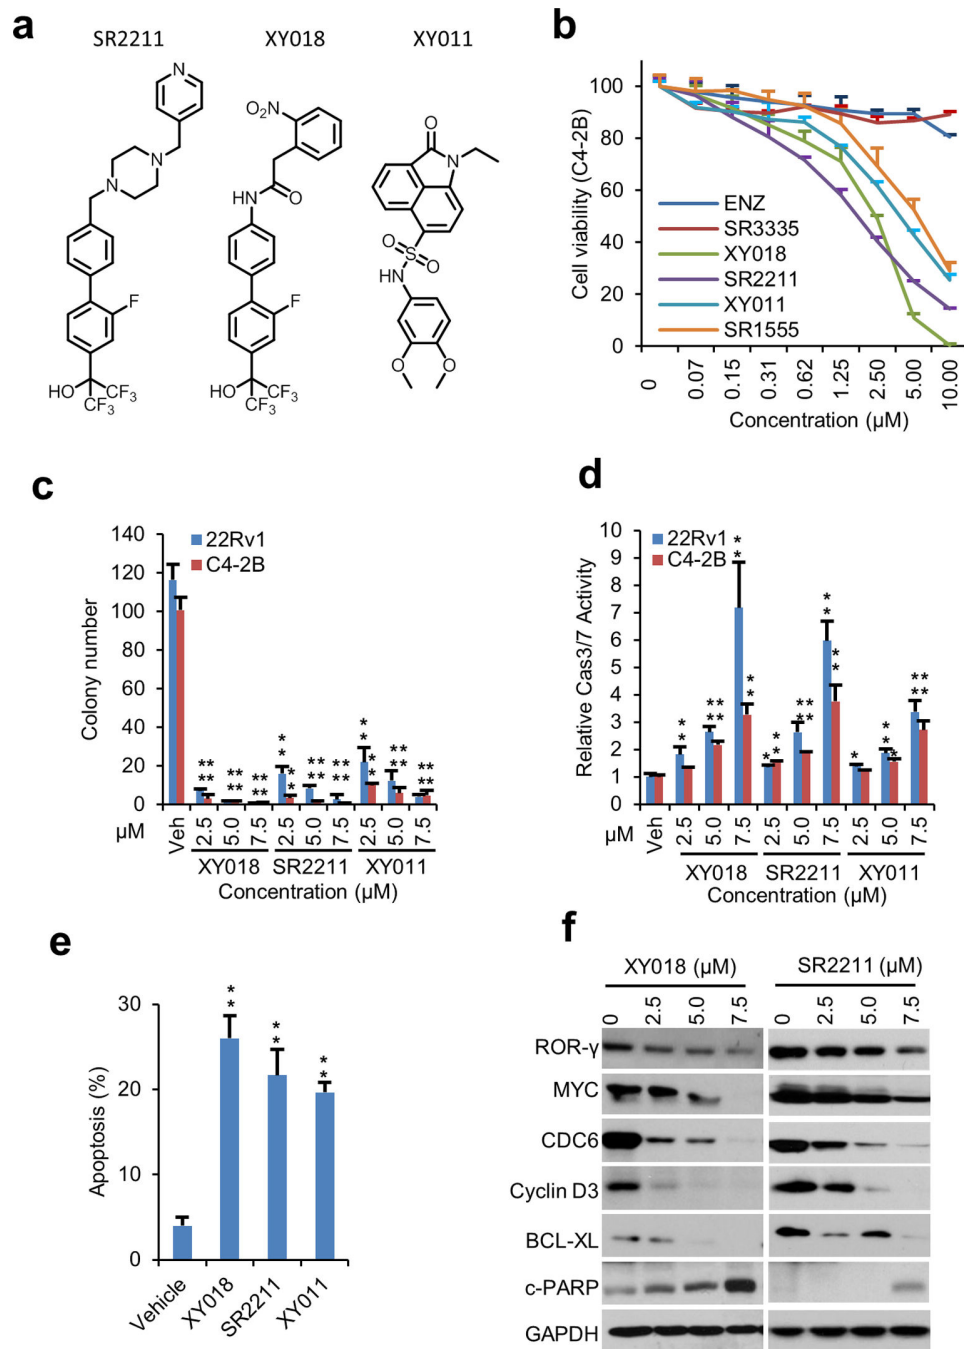 a
SR2211
XY018
XY011
N
N
N
F
HO
CF3
CF3
O2N
O
NH
F
HO
CF3
CF3
O
N
O
S
O
HN
O
O
b
Cell viability (C4-2B)
100
80
60
40
20
0
ENZ
SR3335
XY018
SR2211
XY011
SR1555
0 0.07 0.15 0.31 0.62 1.25 2.50 5.00 10.00
Concentration (µM)
c
Colony number
140
120
100
80
60
40
20
0
22Rv1
C4-2B
** ** ** ** ** ** ** ** ** ** ** ** ** ** ** ** ** **
µM Veh 2.5 5.0 7.5 2.5 5.0 7.5 2.5 5.0 7.5
XY018 SR2211 XY011
Concentration (µM)
d
Relative Cas3/7 Activity
10
9
8
7
6
5
4
3
2
1
0
22Rv1
C4-2B
** ** ** ** ** * ** ** ** ** ** * ** * ** **
µM Veh 2.5 5.0 7.5 2.5 5.0 7.5 2.5 5.0 7.5
XY018 SR2211 XY011
Concentration (µM)
e
Apoptosis (%)
30
20
10
0
** ** **
Vehicle XY018 SR2211 XY011
f
XY018 (µM) SR2211 (µM)
0 2.5 5.0 7.5 0 2.5 5.0 7.5
ROR-γ
MYC
CDC6
Cyclin D3
BCL-XL
c-PARP
GAPDH